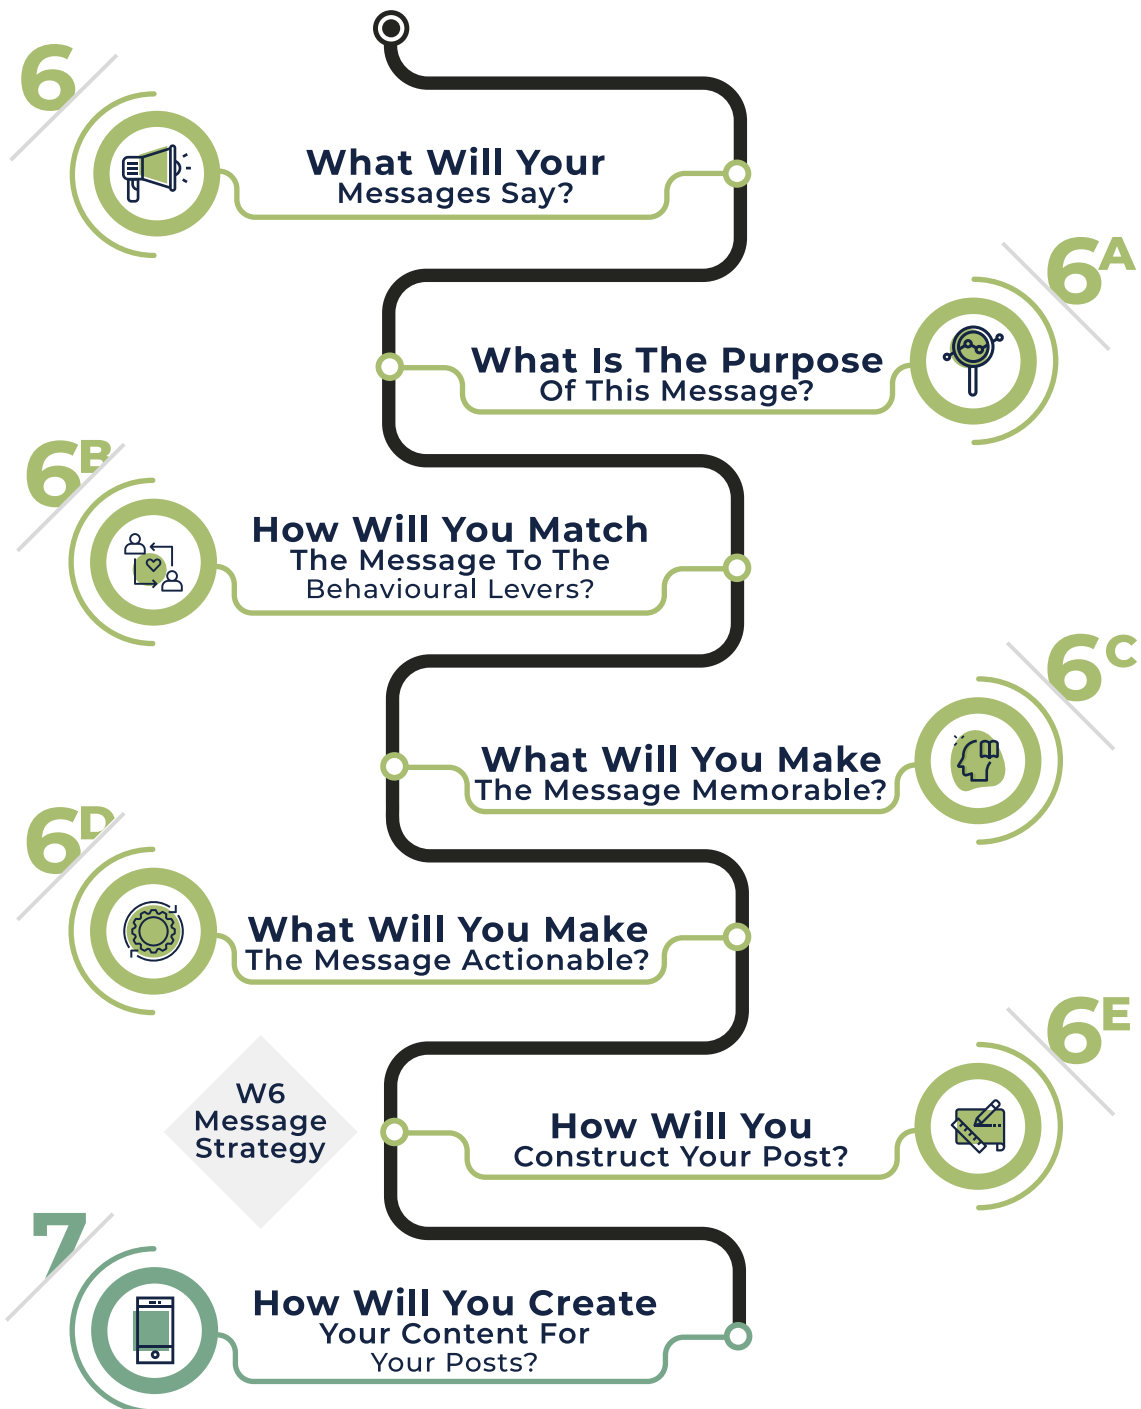 6
What Will Your
Messages Say?
6A
What Is The Purpose
Of This Message?
6B
How Will You Match
The Message To The
Behavioural Levers?
6C
What Will You Make
The Message Memorable?
6D
What Will You Make
The Message Actionable?
6E
How Will You
Construct Your Post?
W6
Message
Strategy
7
How Will You Create
Your Content For
Your Posts?